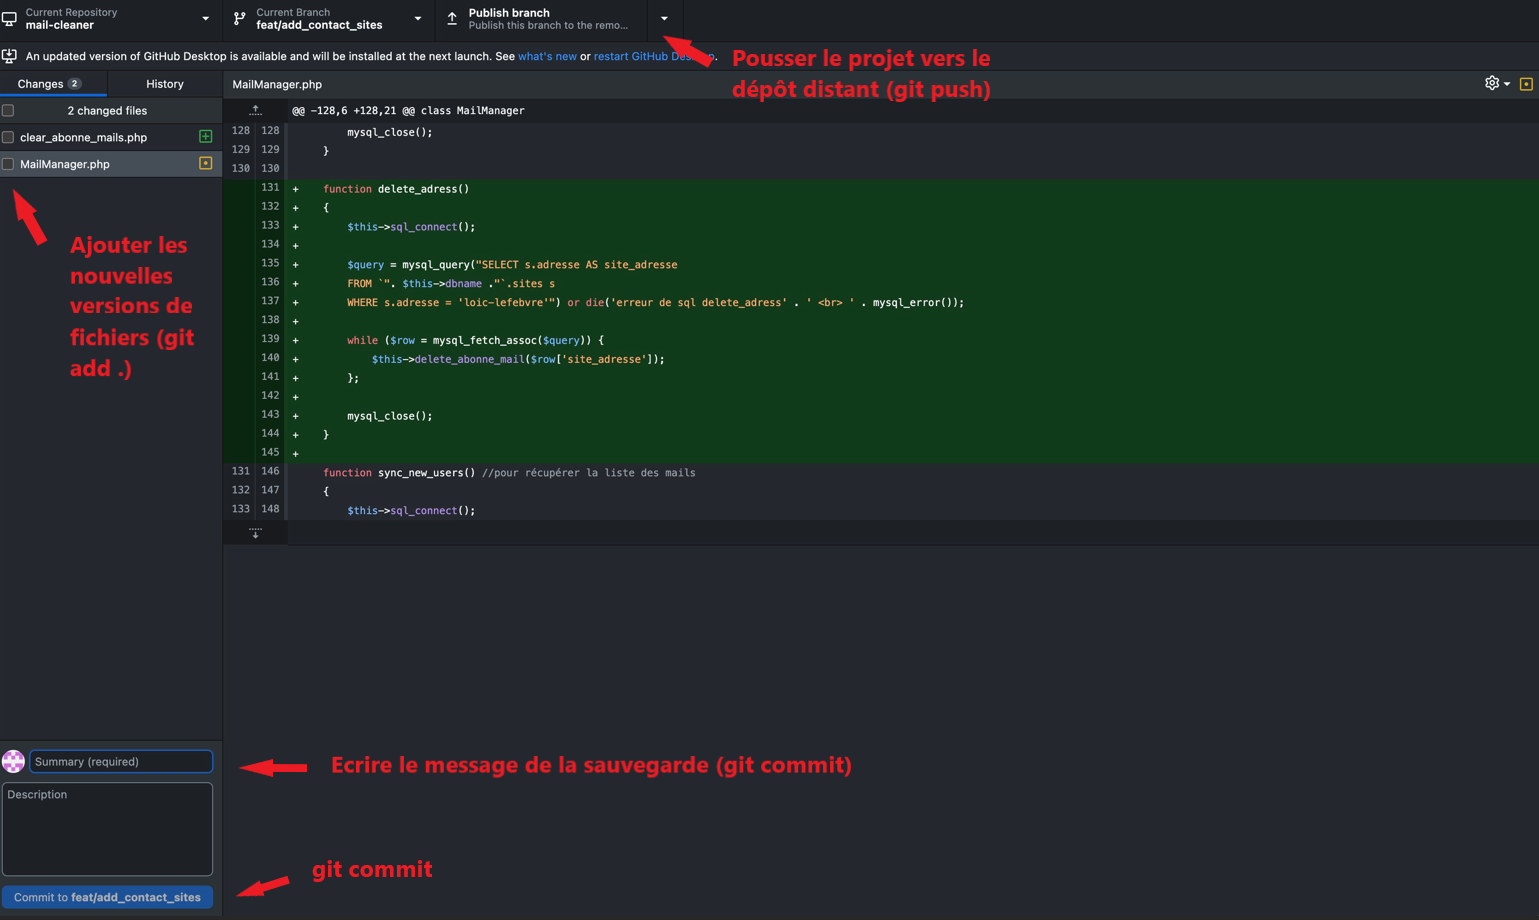 Current Repository
mail-cleaner
Current Branch
feat/add_contact_sites
Publish branch
Publish this branch to the remo...
An updated version of GitHub Desktop is available and will be installed at the next launch. See what's new or restart GitHub Desktop.
Pousser le projet vers le
dépôt distant (git push)
Changes 2
History
MailManager.php
2 changed files
clear_abonne_mails.php
MailManager.php
Ajouter les
nouvelles
versions de
fichiers (git
add .)
@@ -128,6 +128,21 @@ class MailManager
128 128 mysql_close();
129 129 }
130 130
131 + function delete_adress()
132 + {
133 + $this->sql_connect();
134 +
135 + $query = mysql_query("SELECT s.adresse AS site_adresse
136 + FROM `". $this->dbname ."`.sites s
137 + WHERE s.adresse = 'loic-lefebvre'") or die('erreur de sql delete_adress' . ' <br> ' . mysql_error());
138 +
139 + while ($row = mysql_fetch_assoc($query)) {
140 + $this->delete_abonne_mail($row['site_adresse']);
141 + };
142 +
143 + mysql_close();
144 + }
145 +
131 146 function sync_new_users() //pour récupérer la liste des mails
132 147 {
133 148 $this->sql_connect();
Summary (required)
Ecrire le message de la sauvegarde (git commit)
Description
git commit
Commit to feat/add_contact_sites